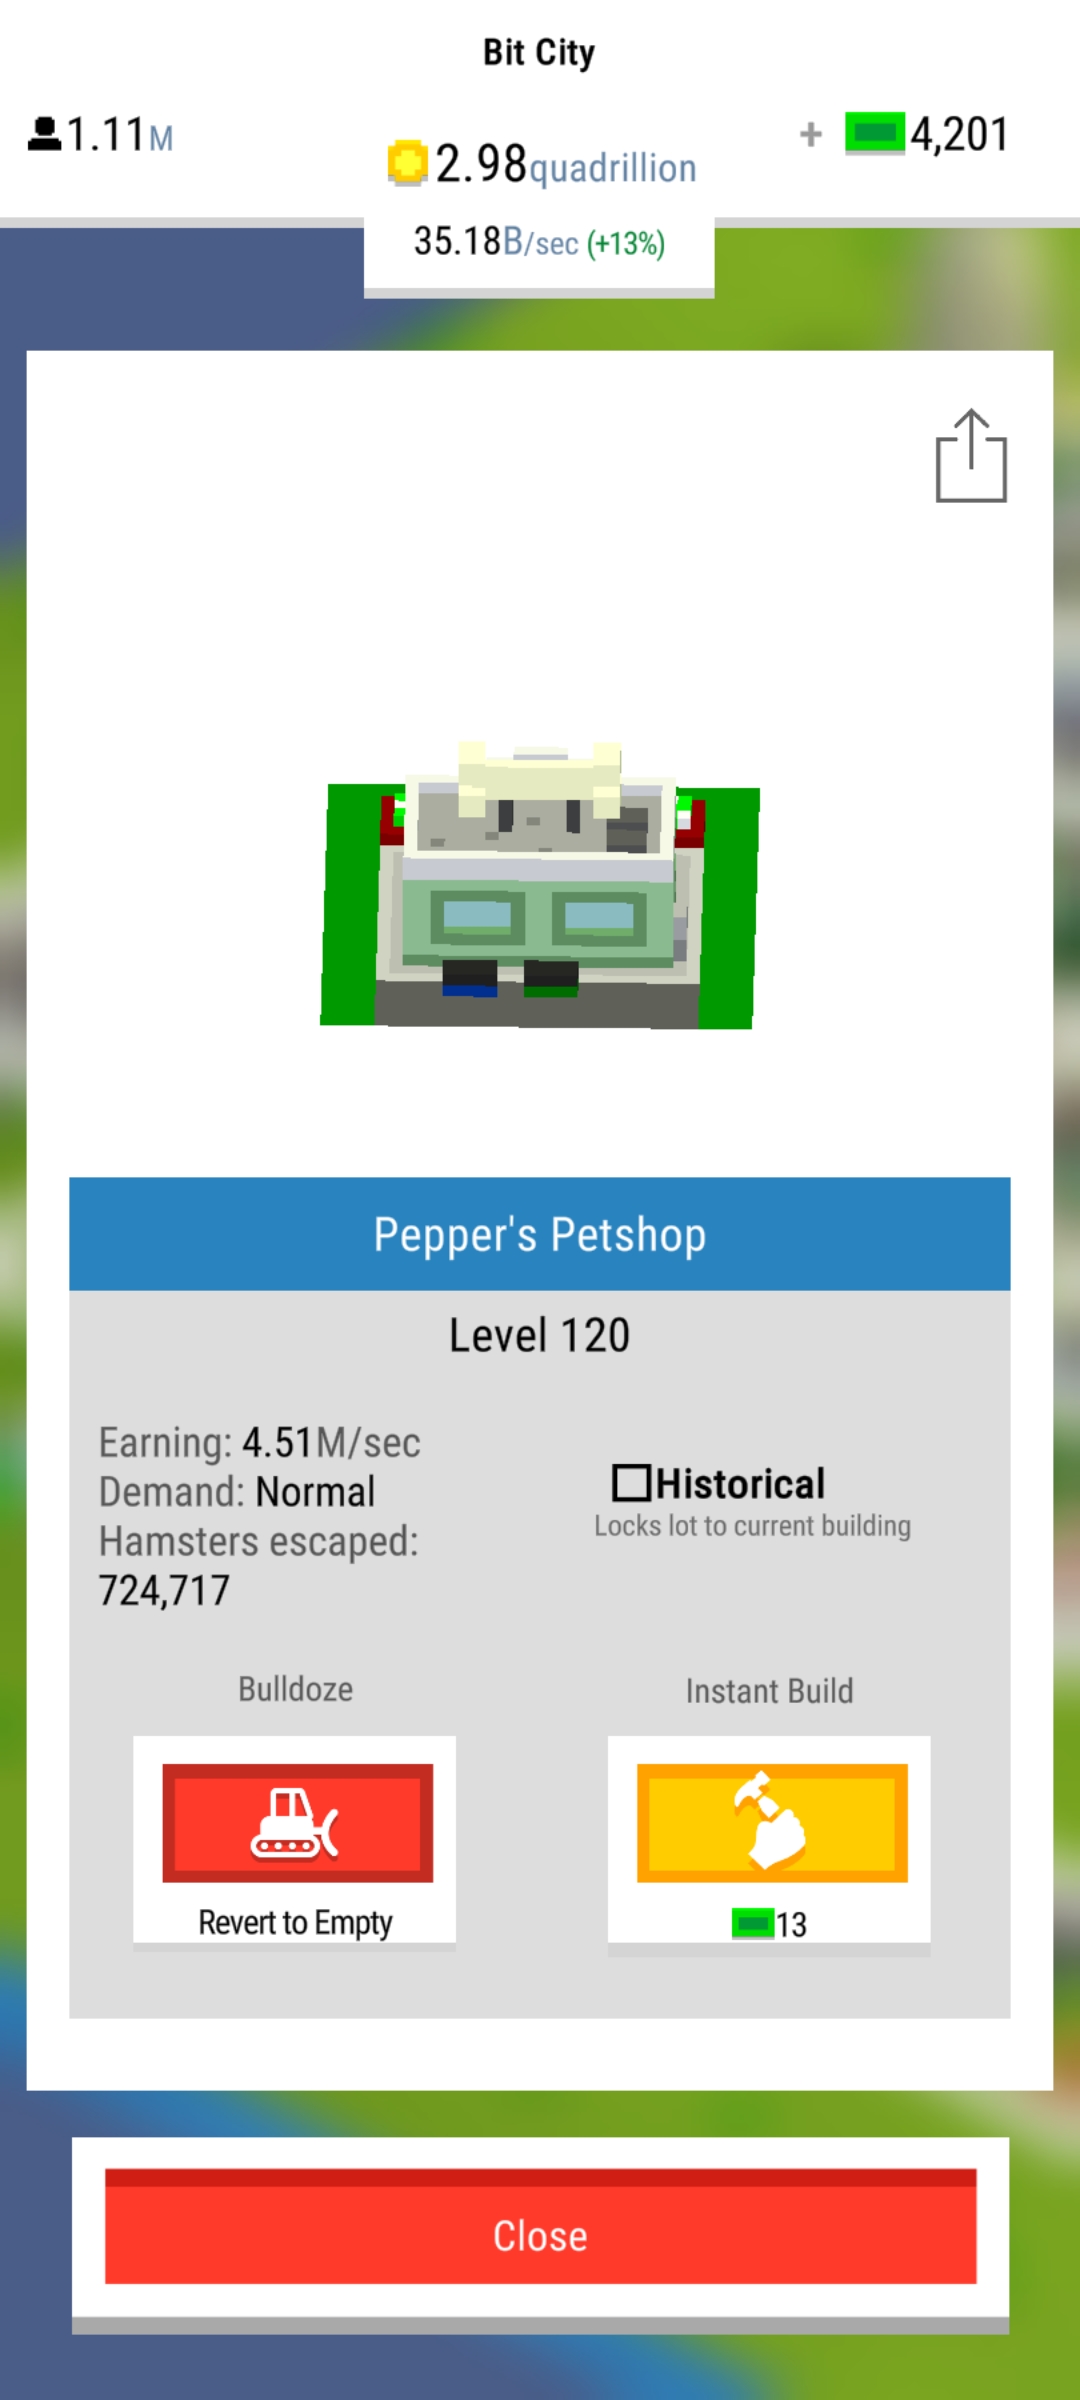 Bit City
1.11M
+ 4,201
2.98quadrillion
35.18B/sec (+13%)
Pepper's Petshop
Level 120
Earning: 4.51M/sec
Demand: Normal
Hamsters escaped:
724,717
Historical
Locks lot to current building
Bulldoze
Revert to Empty
Instant Build
13
Close